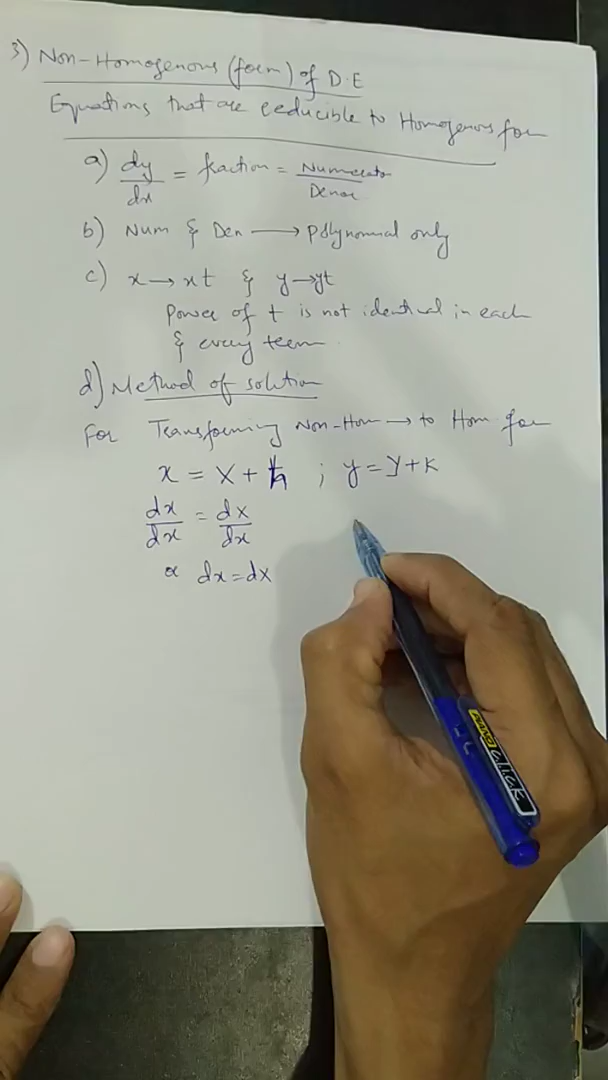 3) Non-Homogenous (form) of D.E
Equations that are reducible to Homogenous form
a) dy/dx = fraction = Numerator/Denor
b) Num & Den → polynomial only
c) x → xt & y → yt
Power of t is not identical in each
& every term
d) Method of solution
For Transforming Non-Hom → to Hom form
x = X + h ; y = Y + K
dx/dx = dX/dx
or dx = dX
click